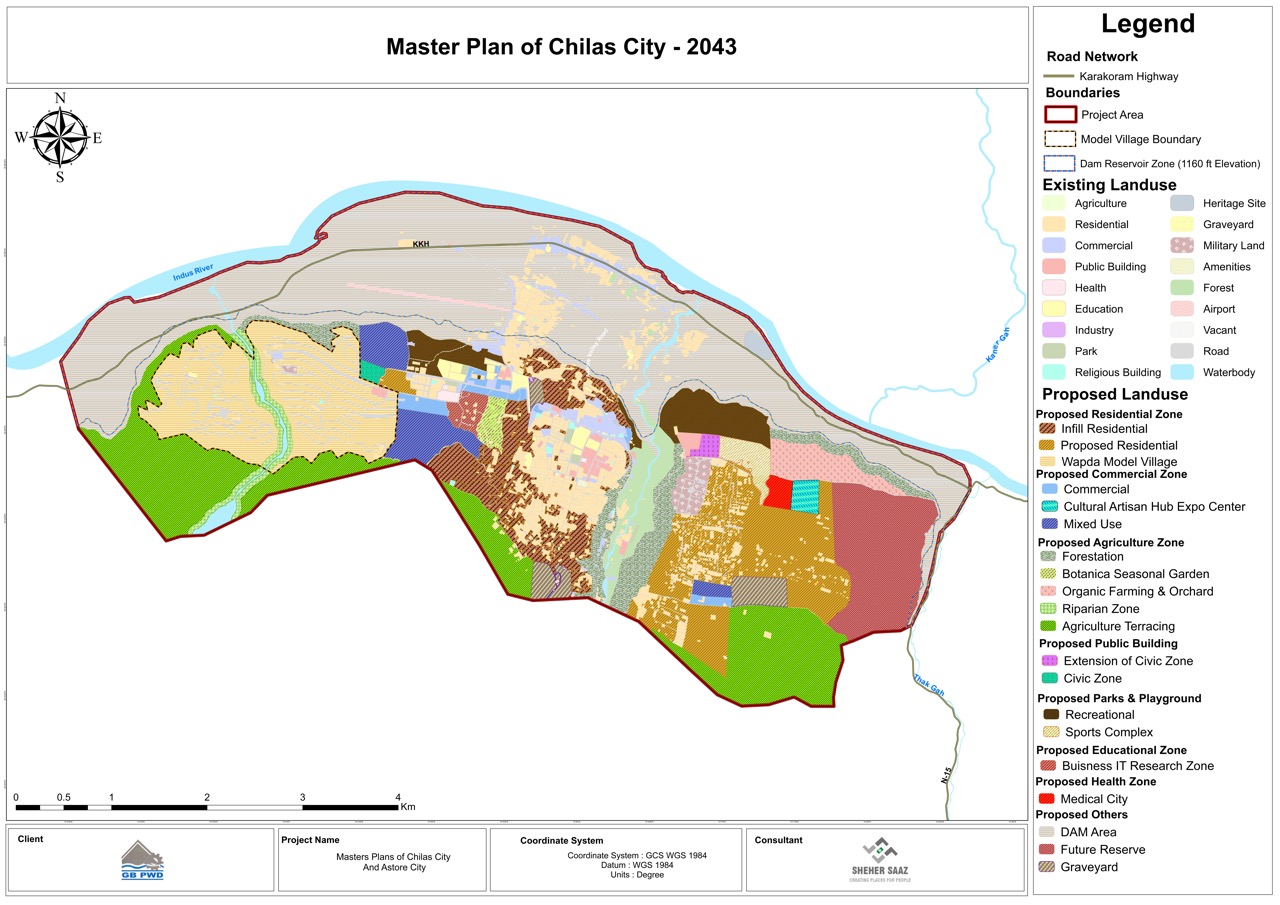 Master Plan of Chilas City - 2043
N
W
E
S
Indus River
KKH
Kaner Gah
Thak Gah
N-15
0
0.5
1
2
3
4
Km
Legend
Road Network
Karakoram Highway
Boundaries
Project Area
Model Village Boundary
Dam Reservoir Zone (1160 ft Elevation)
Existing Landuse
Agriculture
Heritage Site
Residential
Graveyard
Commercial
Military Land
Public Building
Amenities
Health
Forest
Education
Airport
Industry
Vacant
Park
Road
Religious Building
Waterbody
Proposed Landuse
Proposed Residential Zone
Infill Residential
Proposed Residential
Wapda Model Village
Proposed Commercial Zone
Commercial
Cultural Artisan Hub Expo Center
Mixed Use
Proposed Agriculture Zone
Forestation
Botanica Seasonal Garden
Organic Farming & Orchard
Riparian Zone
Agriculture Terracing
Proposed Public Building
Extension of Civic Zone
Civic Zone
Proposed Parks & Playground
Recreational
Sports Complex
Proposed Educational Zone
Buisness IT Research Zone
Proposed Health Zone
Medical City
Proposed Others
DAM Area
Future Reserve
Graveyard
Client
GB PWD
Project Name
Masters Plans of Chilas City
And Astore City
Coordinate System
Coordinate System : GCS WGS 1984
Datum : WGS 1984
Units : Degree
Consultant
SHEHER SAAZ
CREATING PLACES FOR PEOPLE